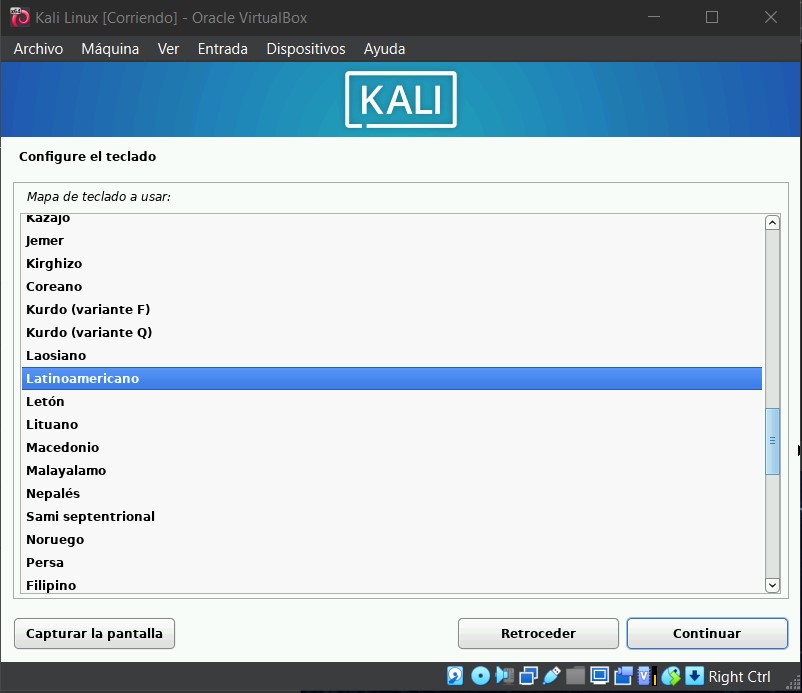 Kali Linux [Corriendo] - Oracle VirtualBox
Archivo Máquina Ver Entrada Dispositivos Ayuda
KALI
Configure el teclado
Mapa de teclado a usar:
Kazajo
Jemer
Kirghizo
Coreano
Kurdo (variante F)
Kurdo (variante Q)
Laosiano
Latinoamericano
Letón
Lituano
Macedonio
Malayalamo
Nepalés
Sami septentrional
Noruego
Persa
Filipino
Capturar la pantalla Retroceder Continuar
Right Ctrl